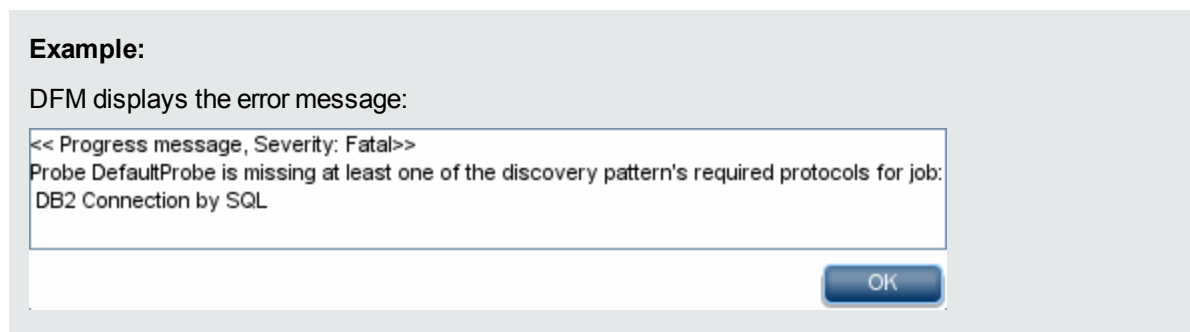 Example:
DFM displays the error message:
<< Progress message, Severity: Fatal>>
Probe DefaultProbe is missing at least one of the discovery pattern's required protocols for job:
DB2 Connection by SQL
OK